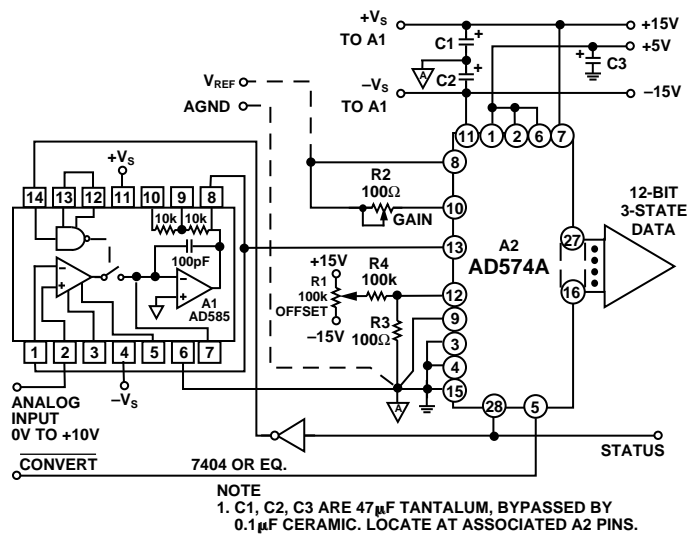 +VS
TO A1
+15V
C1
+
+5V
+
C3
A
C2
+
VREF
AGND
–VS
TO A1
–15V
11
1
2
6
7
8
+VS
R2
100Ω
GAIN
10
12-BIT
3-STATE
DATA
14
13
12
11
10
9
8
10k
10k
100pF
A1
AD585
13
A2
AD574A
27
16
+15V
R1
100k
OFFSET
–15V
R4
100k
R3
100Ω
12
9
3
4
15
1
2
3
4
5
6
7
–VS
A
28
5
ANALOG
INPUT
0V TO +10V
STATUS
CONVERT
7404 OR EQ.
NOTE
1. C1, C2, C3 ARE 47μF TANTALUM, BYPASSED BY
0.1μF CERAMIC. LOCATE AT ASSOCIATED A2 PINS.